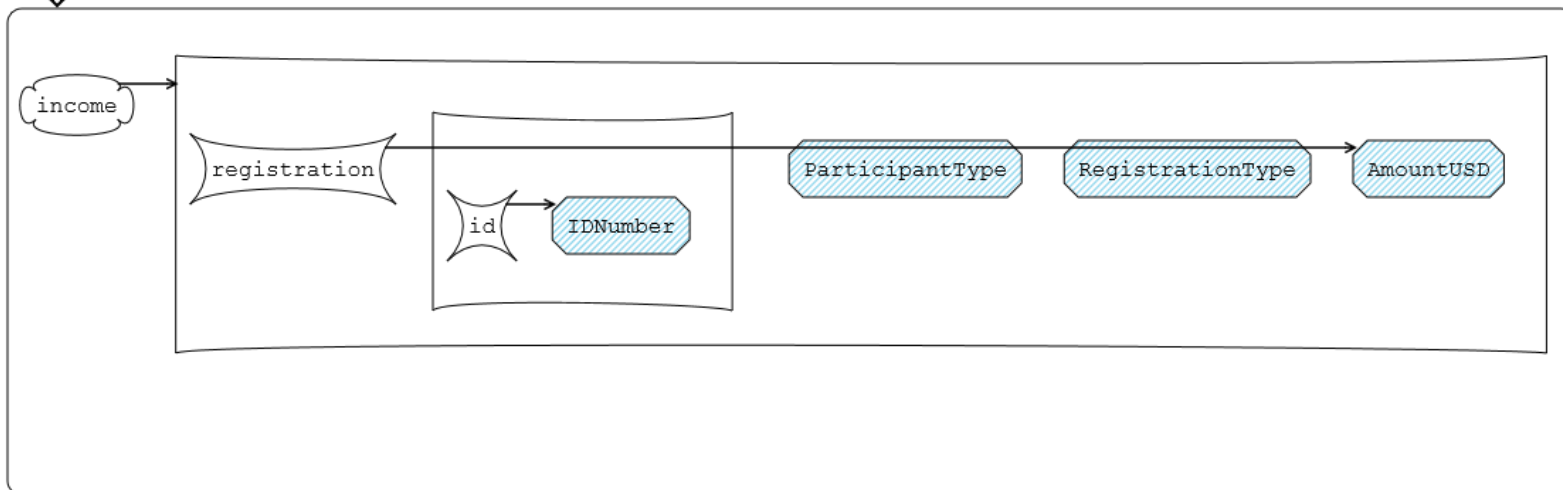 income
registration
id
IDNumber
ParticipantType
RegistrationType
AmountUSD